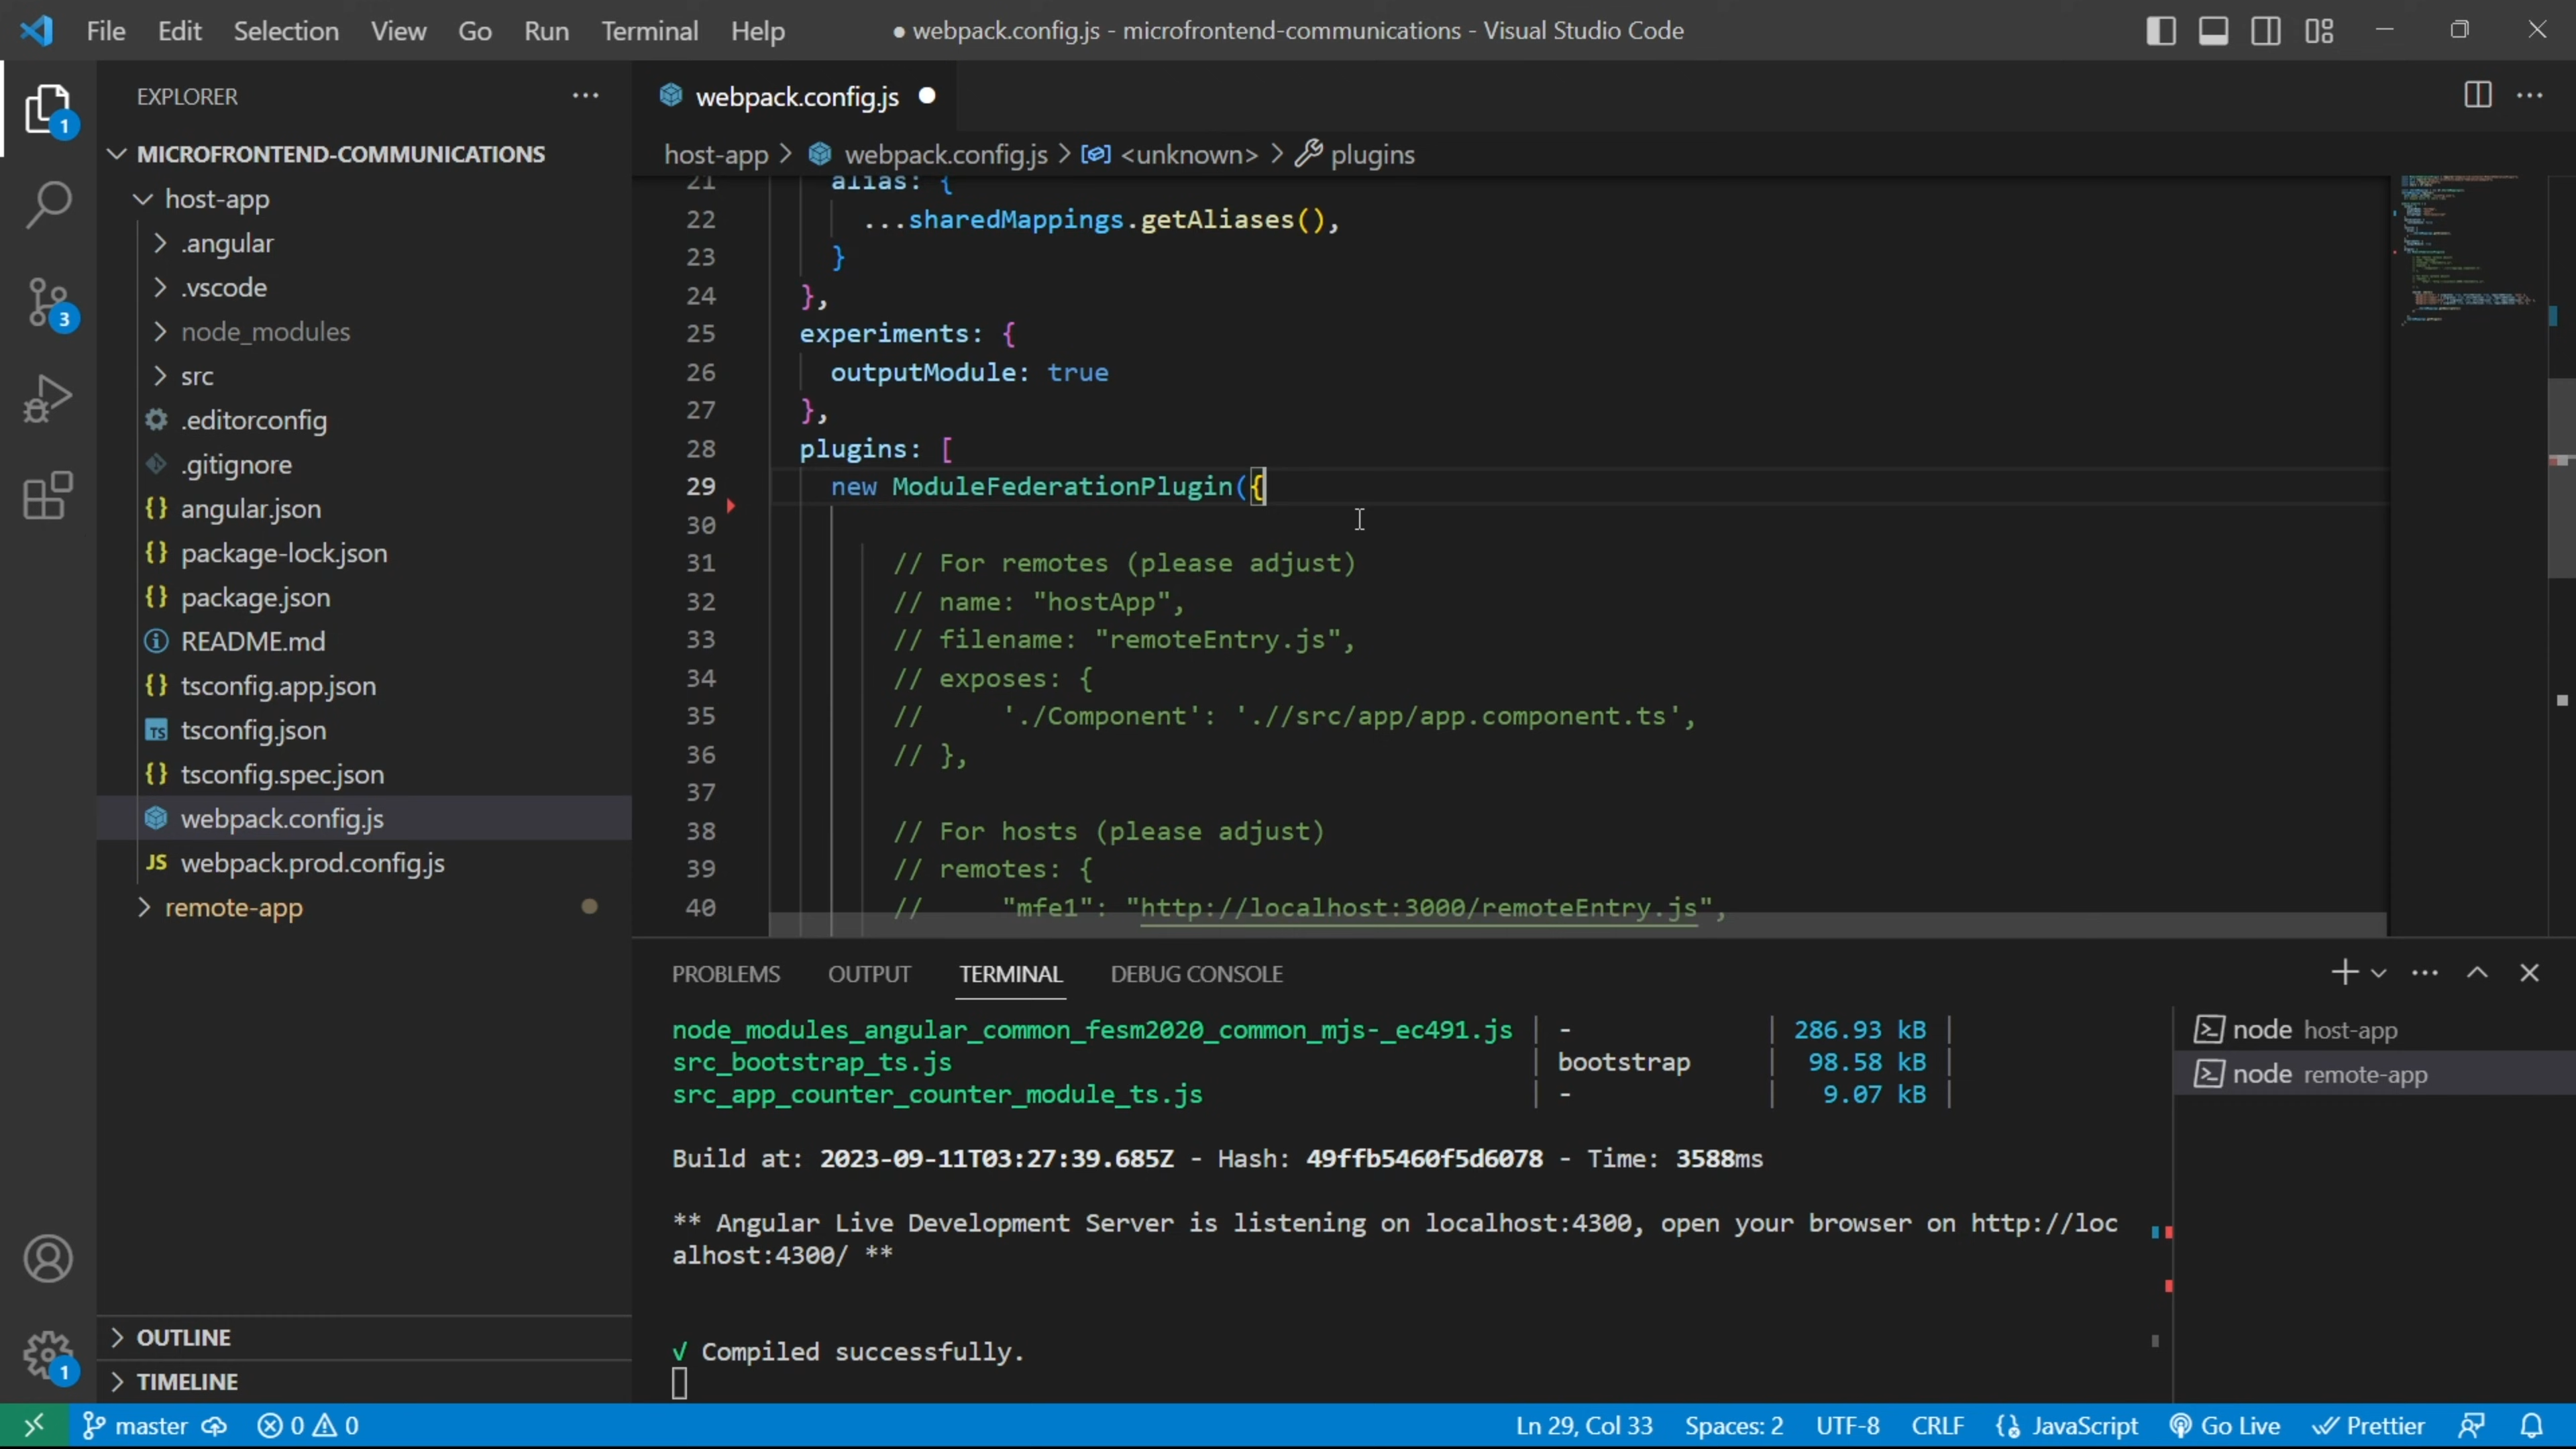 File Edit Selection View Go Run Terminal Help
● webpack.config.js - microfrontend-communications - Visual Studio Code
EXPLORER
MICROFRONTEND-COMMUNICATIONS
host-app
.angular
.vscode
node_modules
src
.editorconfig
.gitignore
{} angular.json
{} package-lock.json
{} package.json
README.md
{} tsconfig.app.json
TS tsconfig.json
{} tsconfig.spec.json
webpack.config.js
JS webpack.prod.config.js
remote-app
OUTLINE
TIMELINE
1
3
1
webpack.config.js
host-app > webpack.config.js > <unknown> > plugins
21 alias: {
22 ...sharedMappings.getAliases(),
23 }
24 },
25 experiments: {
26 outputModule: true
27 },
28 plugins: [
29 new ModuleFederationPlugin({
30
31 // For remotes (please adjust)
32 // name: "hostApp",
33 // filename: "remoteEntry.js",
34 // exposes: {
35 // './Component': './/src/app/app.component.ts',
36 // },
37
38 // For hosts (please adjust)
39 // remotes: {
40 // "mfe1": "http://localhost:3000/remoteEntry.js",
PROBLEMS OUTPUT TERMINAL DEBUG CONSOLE
node_modules_angular_common_fesm2020_common_mjs-_ec491.js | - | 286.93 kB |
src_bootstrap_ts.js | bootstrap | 98.58 kB |
src_app_counter_counter_module_ts.js | - | 9.07 kB |
Build at: 2023-09-11T03:27:39.685Z - Hash: 49ffb5460f5d6078 - Time: 3588ms
** Angular Live Development Server is listening on localhost:4300, open your browser on http://loc
alhost:4300/ **
√ Compiled successfully.
node host-app
node remote-app
master 0 0 Ln 29, Col 33 Spaces: 2 UTF-8 CRLF JavaScript Go Live Prettier